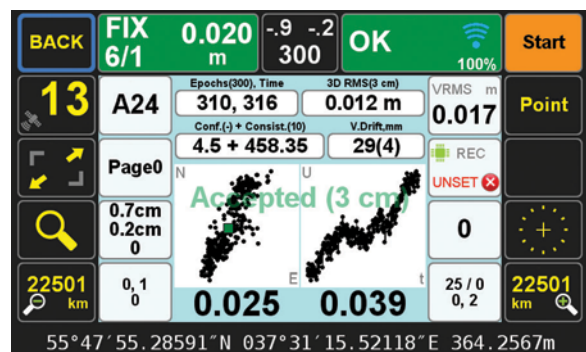 BACK
FIX 0.020
6/1 m
-.9 -.2
300
OK
100%
Start
13
A24
Epochs(300), Time
310, 316
3D RMS(3 cm)
0.012 m
VRMS m
0.017
Point
Conf.(-) + Consist.(10)
4.5 + 458.35
V.Drift,mm
29(4)
Page0
REC
UNSET
N
U
Accepted (3 cm)
0.7cm
0.2cm
0
0
E
t
22501
km
0, 1
0
0.025
0.039
25 / 0
0, 2
22501
km
55°47′55.28591″N 037°31′15.52118″E 364.2567m